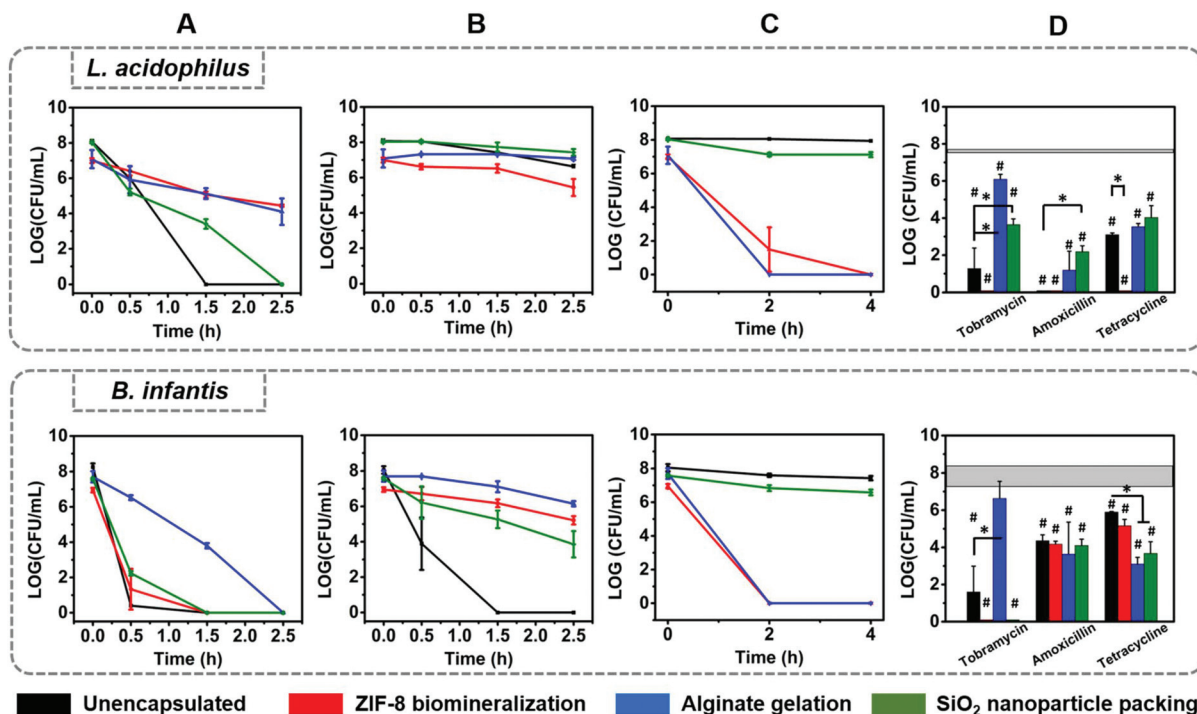 A B C D
L. acidophilus
LOG(CFU/mL) LOG(CFU/mL) LOG (CFU/mL) LOG (CFU/mL)
10 10 10 10
8 8 8 8
6 6 6 6
4 4 4 4
2 2 2 2
0 0 0 0
# * # * # # # * # # # * # # # #
0.0 0.5 1.0 1.5 2.0 2.5 0.0 0.5 1.0 1.5 2.0 2.5 0 2 4 Tobramycin Amoxicillin Tetracycline
Time (h) Time (h) Time (h)
B. infantis
LOG(CFU/mL) LOG(CFU/mL) LOG (CFU/mL) LOG (CFU/mL)
10 10 10 10
8 8 8 8
6 6 6 6
4 4 4 4
2 2 2 2
0 0 0 0
# * # # # # # # # # * # #
0.0 0.5 1.0 1.5 2.0 2.5 0.0 0.5 1.0 1.5 2.0 2.5 0 2 4 Tobramycin Amoxicillin Tetracycline
Time (h) Time (h) Time (h)
Unencapsulated ZIF-8 biomineralization Alginate gelation SiO₂ nanoparticle packing